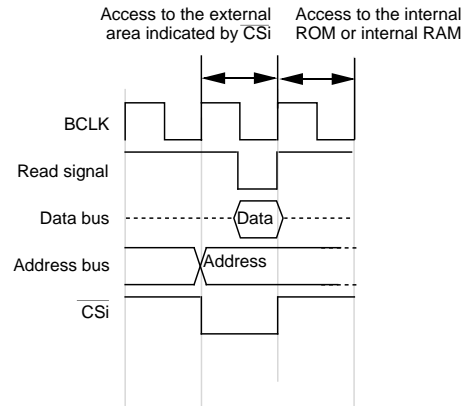 Access to the external
area indicated by CSi
Access to the internal
ROM or internal RAM
BCLK
Read signal
Data bus
Data
Address bus
Address
CSi